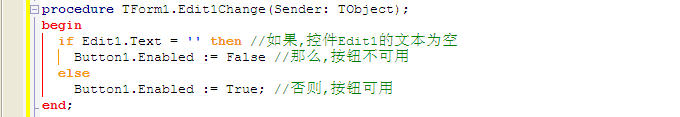 procedure TForm1.Edit1Change(Sender: TObject);
begin
if Edit1.Text = '' then //如果,控件Edit1的文本为空
Button1.Enabled := False //那么,按钮不可用
else
Button1.Enabled := True; //否则,按钮可用
end;